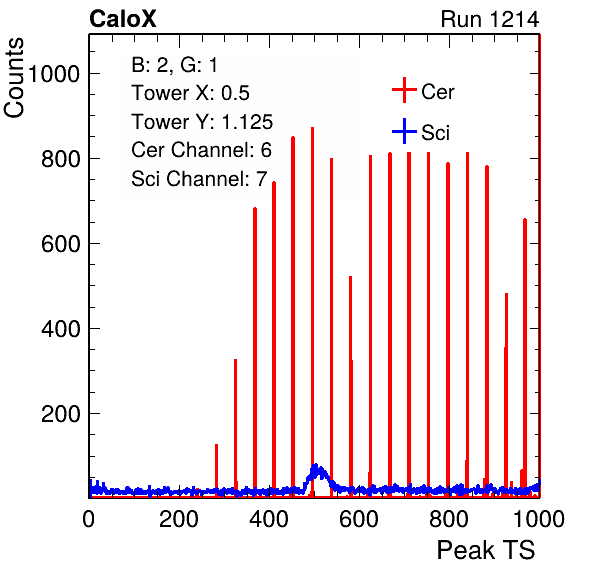 CaloX Run 1214
Counts
B: 2, G: 1
Tower X: 0.5
Tower Y: 1.125
Cer Channel: 6
Sci Channel: 7
Cer
Sci
1000
800
600
400
200
0 200 400 600 800 1000
Peak TS